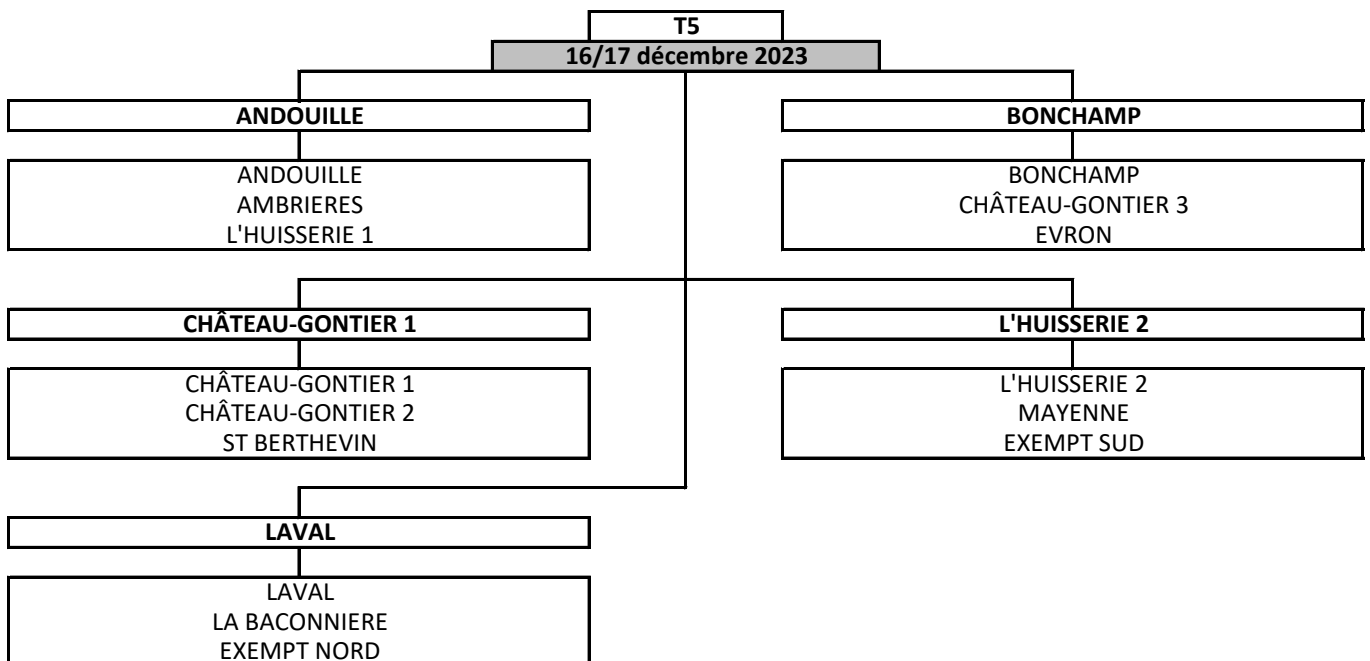 T5
16/17 décembre 2023
ANDOUILLE
ANDOUILLE
AMBRIERES
L'HUISSERIE 1
BONCHAMP
BONCHAMP
CHÂTEAU-GONTIER 3
EVRON
CHÂTEAU-GONTIER 1
CHÂTEAU-GONTIER 1
CHÂTEAU-GONTIER 2
ST BERTHEVIN
L'HUISSERIE 2
L'HUISSERIE 2
MAYENNE
EXEMPT SUD
LAVAL
LAVAL
LA BACONNIERE
EXEMPT NORD